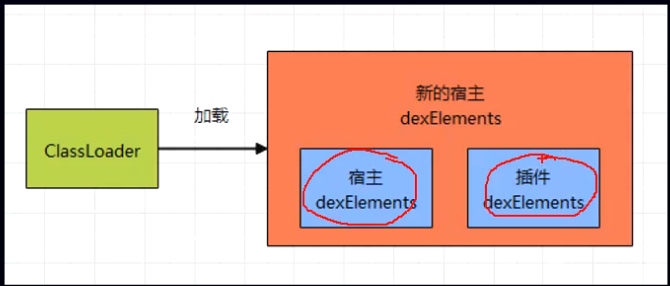 ClassLoader
加载
新的宿主
dexElements
宿主
dexElements
插件
dexElements